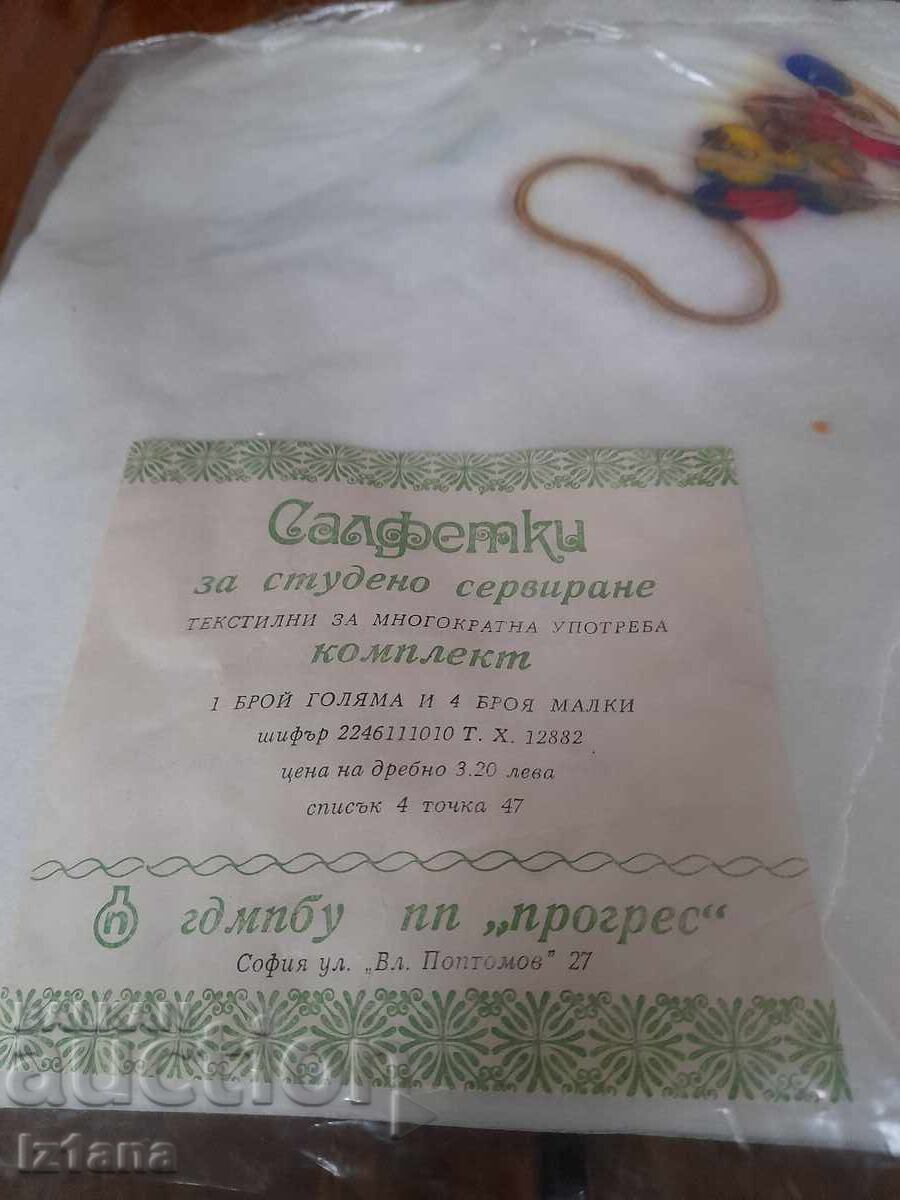 Салфетки
за студено сервиране
ТЕКСТИЛНИ ЗА МНОГОКРАТНА УПОТРЕБА
комплект
1 БРОЙ ГОЛЯМА И 4 БРОЯ МАЛКИ
шифър 2246111010 Т. Х. 12882
цена на дребно 3.20 лева
списък 4 точка 47
п гдмпбу пп „прогрес“
София ул. „Вл. Поптомов” 27
BALKAN
auction
Iz1ana